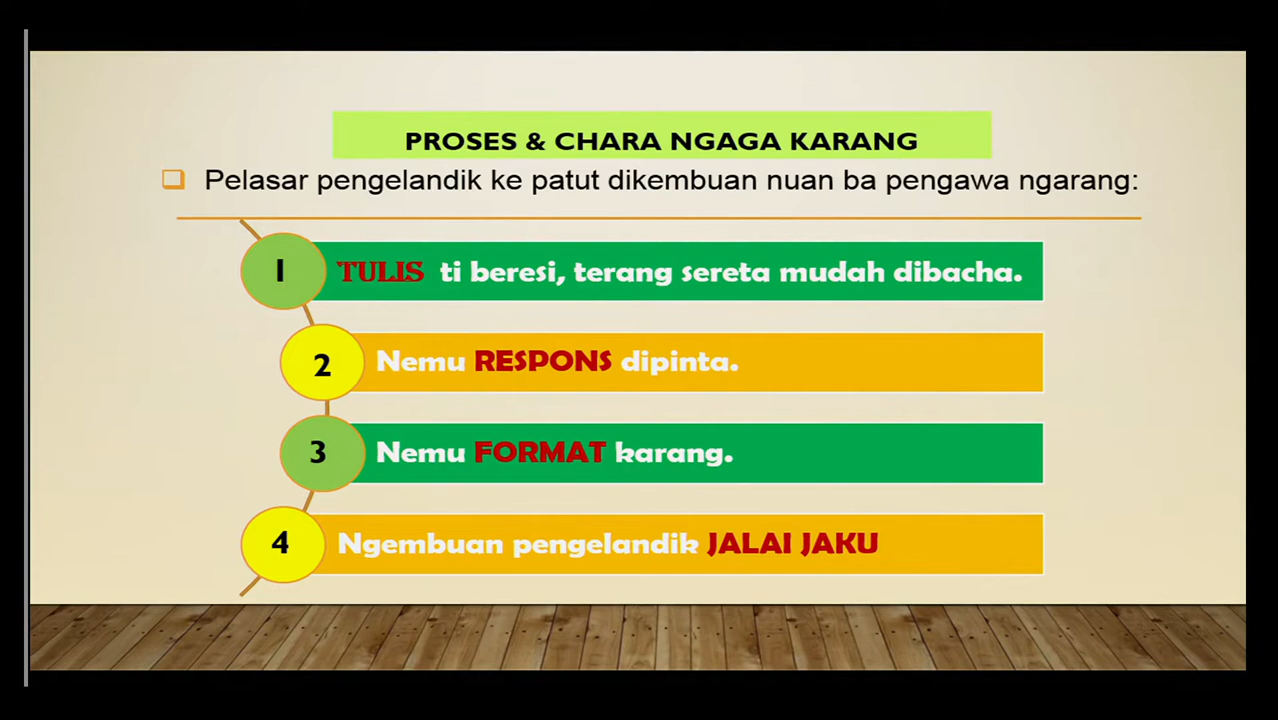 PROSES & CHARA NGAGA KARANG
Pelasar pengelandik ke patut dikembuan nuan ba pengawa ngarang:
1 TULIS ti beresi, terang sereta mudah dibacha.
2 Nemu RESPONS dipinta.
3 Nemu FORMAT karang.
4 Ngembuan pengelandik JALAI JAKU